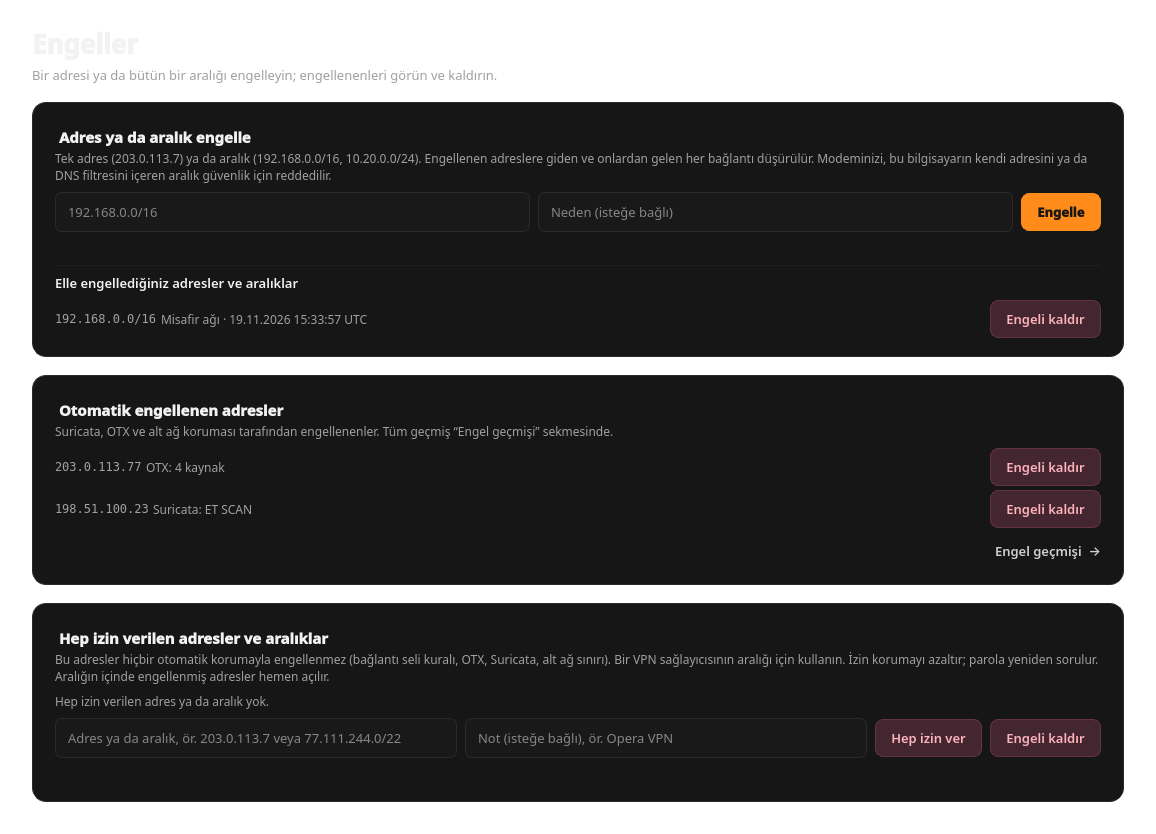 Engeller
Bir adresi ya da bütün bir aralığı engelleyin; engellenenleri görün ve kaldırın.
Adres ya da aralık engelle
Tek adres (203.0.113.7) ya da aralık (192.168.0.0/16, 10.20.0.0/24). Engellenen adreslere giden ve onlardan gelen her bağlantı düşürülür. Modeminizi, bu bilgisayarın kendi adresini ya da
DNS filtresini içeren aralık güvenlik için reddedilir.
192.168.0.0/16 Neden (isteğe bağlı) Engelle
Elle engellediğiniz adresler ve aralıklar
192.168.0.0/16 Misafir ağı · 19.11.2026 15:33:57 UTC Engeli kaldır
Otomatik engellenen adresler
Suricata, OTX ve alt ağ koruması tarafından engellenenler. Tüm geçmiş “Engel geçmişi” sekmesinde.
203.0.113.77 OTX: 4 kaynak Engeli kaldır
198.51.100.23 Suricata: ET SCAN Engeli kaldır
Engel geçmişi →
Hep izin verilen adresler ve aralıklar
Bu adresler hiçbir otomatik korumayla engellenmez (bağlantı seli kuralı, OTX, Suricata, alt ağ sınırı). Bir VPN sağlayıcısının aralığı için kullanın. İzin korumayı azaltır; parola yeniden sorulur.
Aralığın içinde engellenmiş adresler hemen açılır.
Hep izin verilen adres ya da aralık yok.
Adres ya da aralık, ör. 203.0.113.7 veya 77.111.244.0/22 Not (isteğe bağlı), ör. Opera VPN Hep izin ver Engeli kaldır